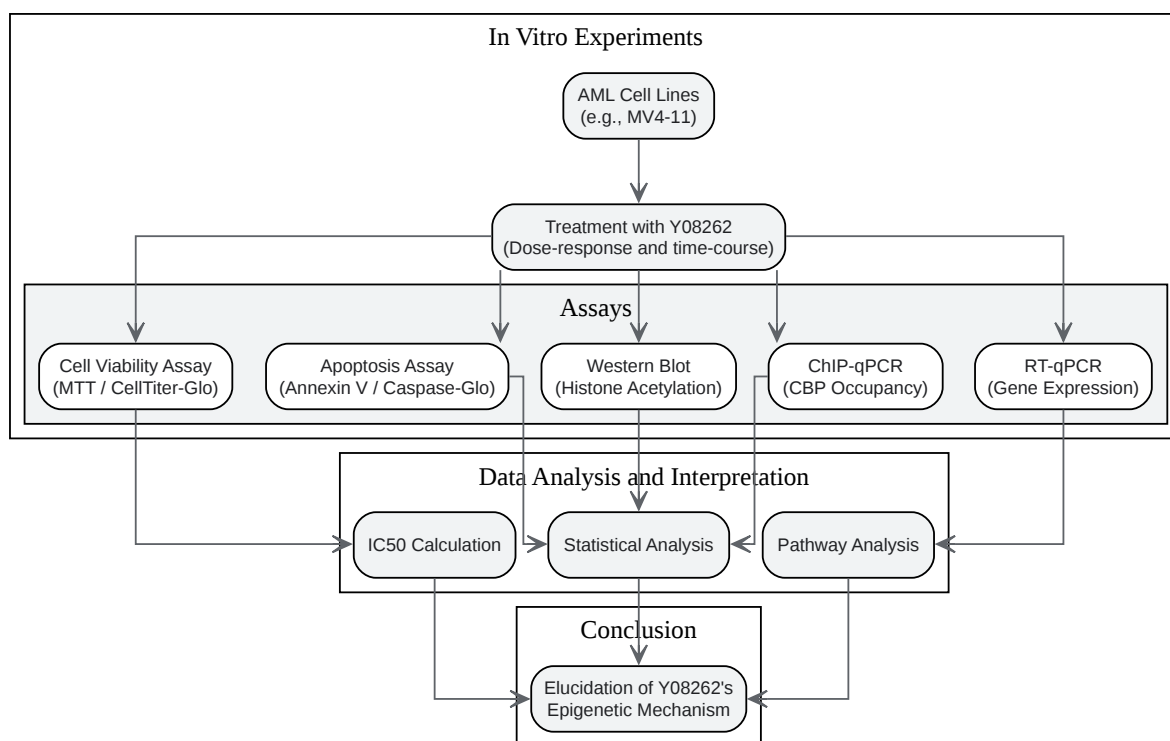 In Vitro Experiments
AML Cell Lines
(e.g., MV4-11)
Treatment with Y08262
(Dose-response and time-course)
Assays
Cell Viability Assay
(MTT / CellTiter-Glo)
Apoptosis Assay
(Annexin V / Caspase-Glo)
Western Blot
(Histone Acetylation)
ChIP-qPCR
(CBP Occupancy)
RT-qPCR
(Gene Expression)
Data Analysis and Interpretation
IC50 Calculation
Statistical Analysis
Pathway Analysis
Conclusion
Elucidation of Y08262's
Epigenetic Mechanism